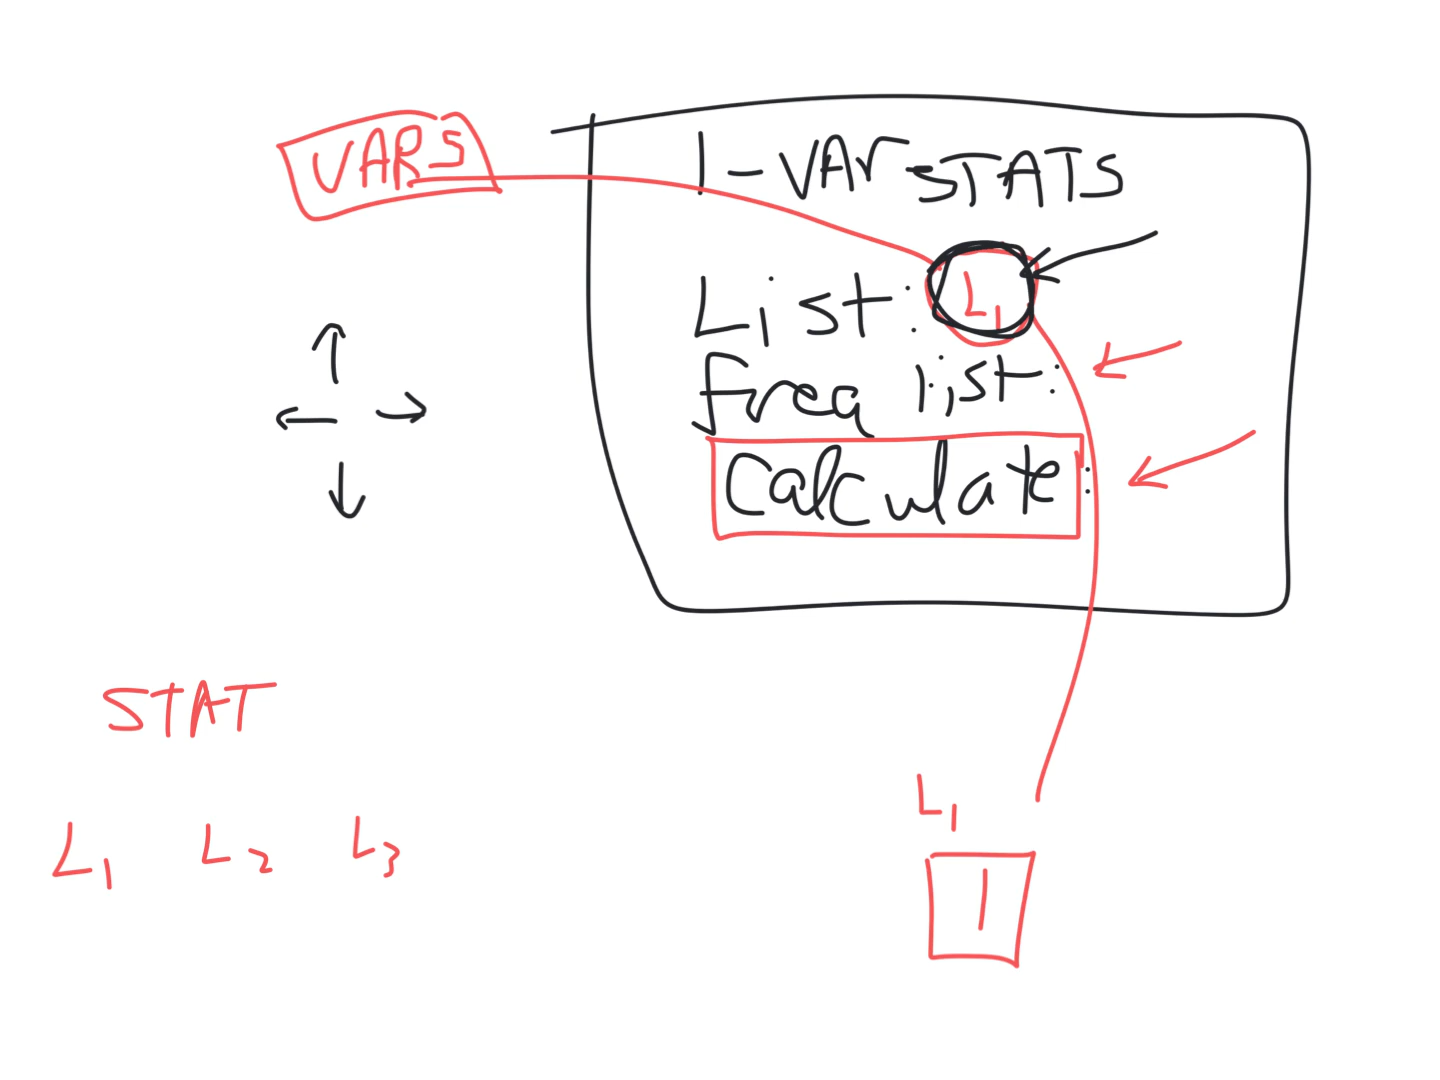 VARS
1-VAr-STATS
List: L1
freq list:
Calculate:
STAT
L1 L2 L3
L1
1